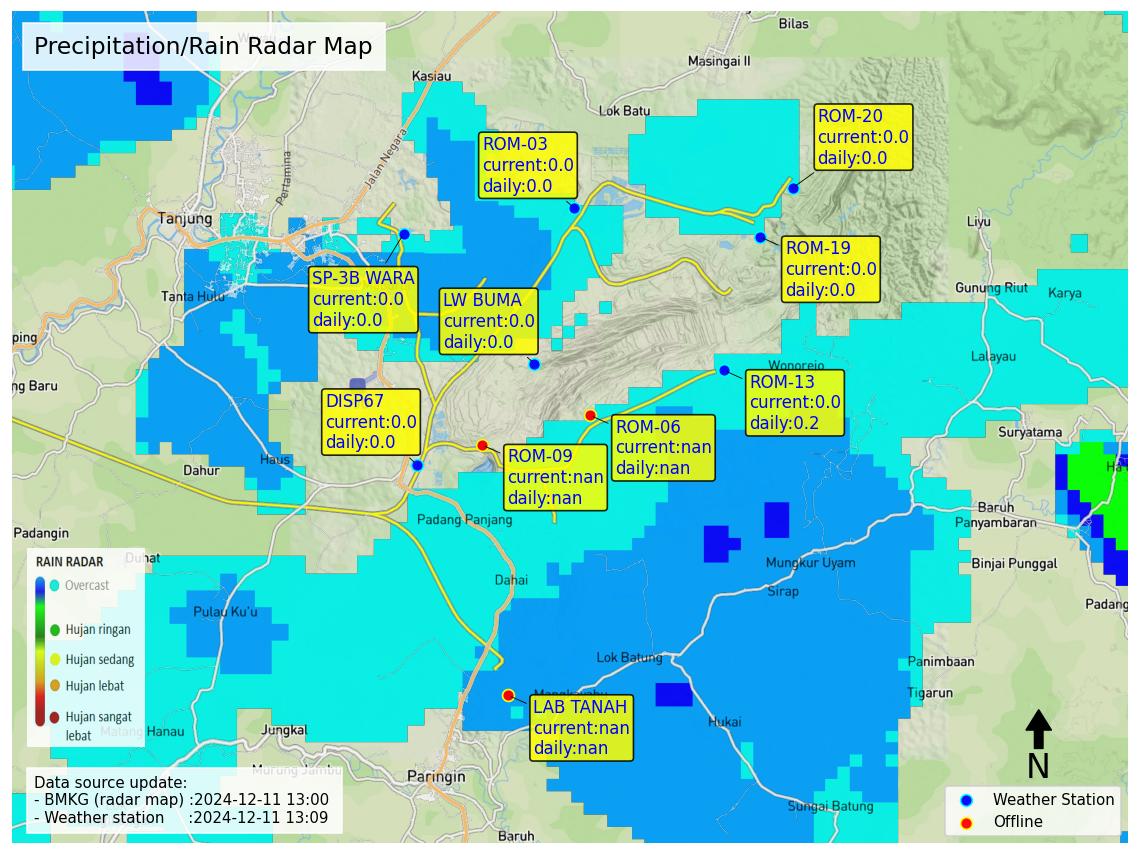 Precipitation/Rain Radar Map
Bilas
Masingai II
Kasiau
Lok Batu
Jalan Negara
Pertamina
ROM-20
current:0.0
daily:0.0
ROM-03
current:0.0
daily:0.0
Tanjung
Liyu
ROM-19
current:0.0
daily:0.0
SP-3B WARA
current:0.0
daily:0.0
LW BUMA
current:0.0
daily:0.0
Tanta Hulu
Gunung Riut
Karya
ping
Lalayau
Wonorejo
ng Baru
ROM-13
current:0.0
daily:0.2
DISP67
current:0.0
daily:0.0
ROM-06
current:nan
daily:nan
ROM-09
current:nan
daily:nan
Suryatama
Haus
Dahur
Ha
Baruh
Panyambaran
Padang Panjang
Padangin
Duhat
Binjai Punggal
Mungkur Uyam
Dahai
Sirap
Padang
Pulau Ku'u
RAIN RADAR
Overcast
Hujan ringan
Hujan sedang
Hujan lebat
Hujan sangat
lebat
Lok Batung
Panimbaan
Tigarun
Mangkayahu
LAB TANAH
current:nan
daily:nan
Hukai
Matang Hanau
Jungkal
Murung Jambu
Paringin
Sungai Batung
Baruh
Data source update:
- BMKG (radar map) :2024-12-11 13:00
- Weather station :2024-12-11 13:09
N
Weather Station
Offline